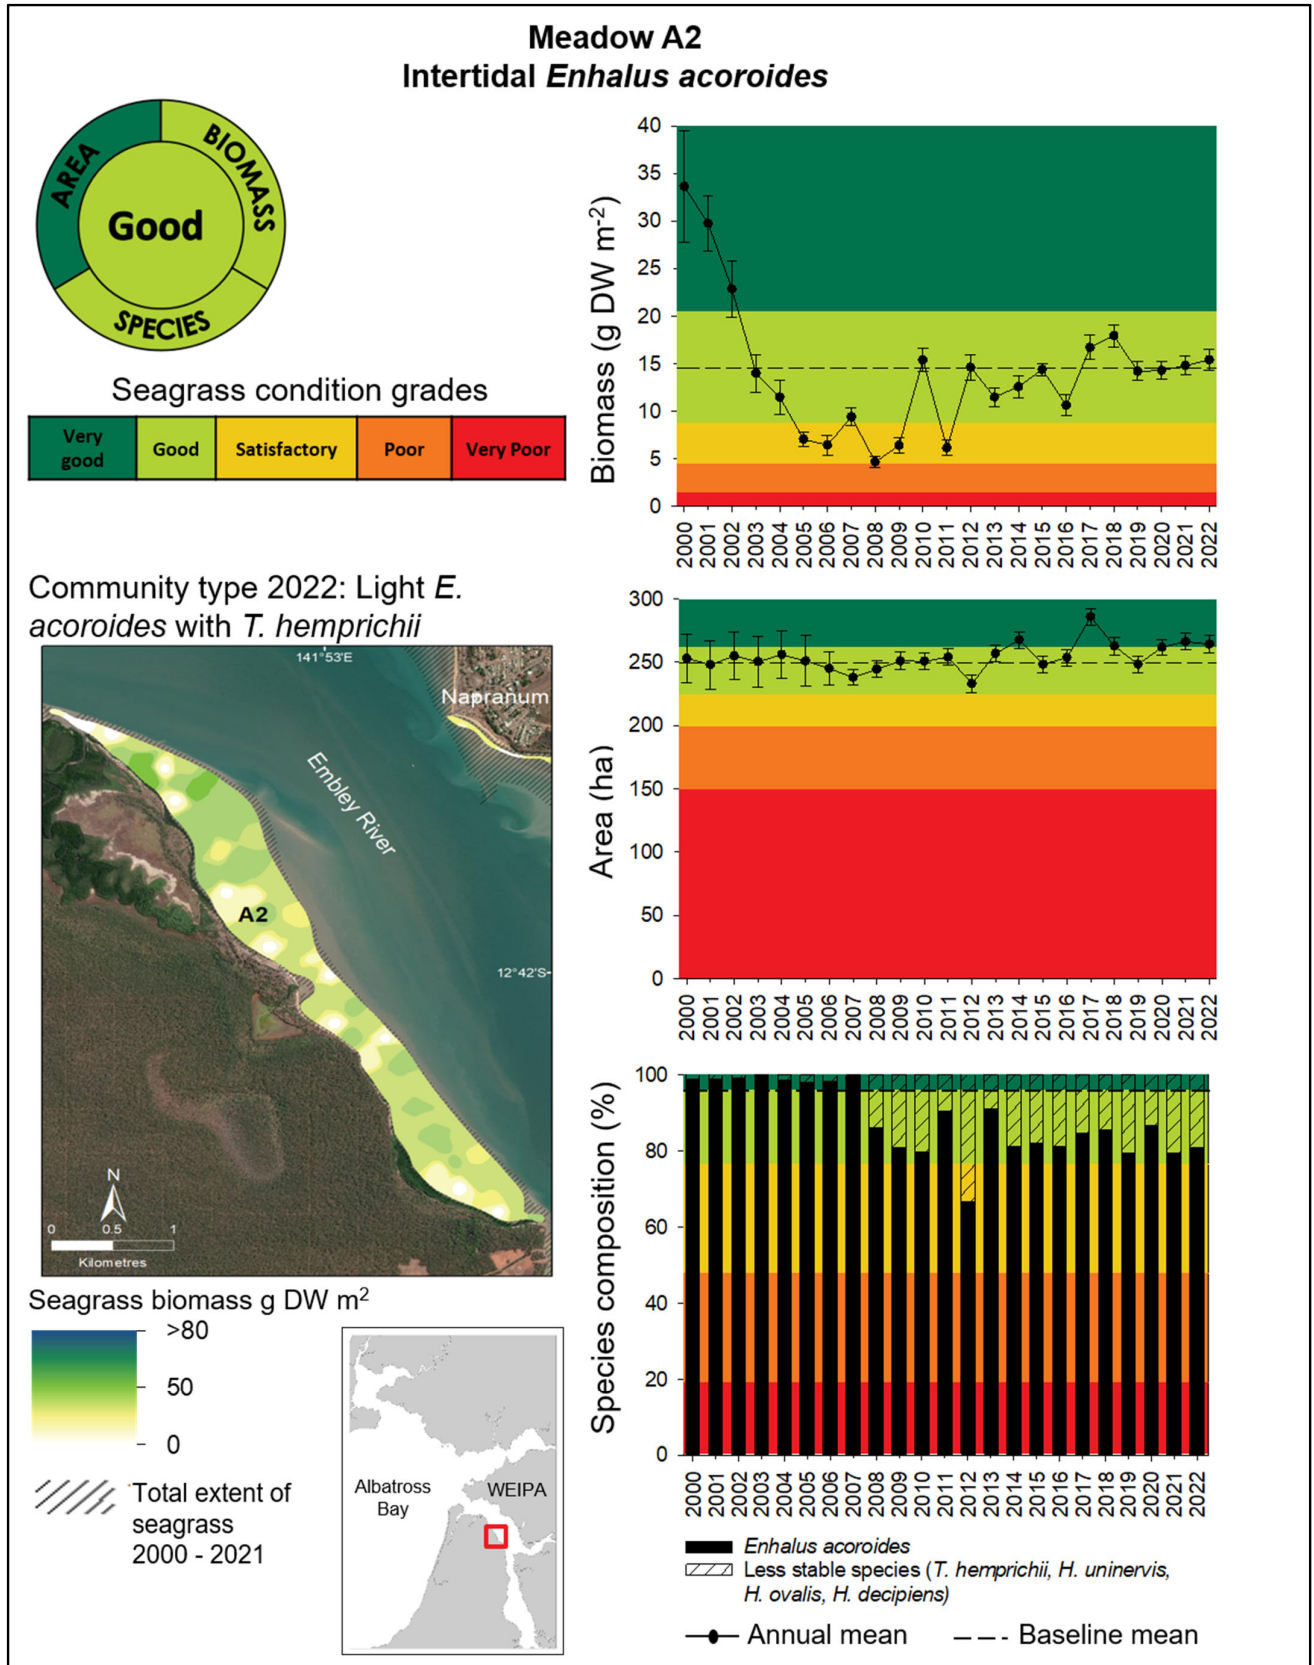 Meadow A2
Intertidal Enhalus acoroides
AREA
BIOMASS
SPECIES
Good
Seagrass condition grades
Very good
Good
Satisfactory
Poor
Very Poor
Biomass (g DW m-2)
40
35
30
25
20
15
10
5
0
2000
2001
2002
2003
2004
2005
2006
2007
2008
2009
2010
2011
2012
2013
2014
2015
2016
2017
2018
2019
2020
2021
2022
Community type 2022: Light E.
acoroides with T. hemprichii
141°53'E
Napranum
Embley River
A2
12°42'S
N
0 0.5 1
Kilometres
Area (ha)
300
250
200
150
100
50
0
2000
2001
2002
2003
2004
2005
2006
2007
2008
2009
2010
2011
2012
2013
2014
2015
2016
2017
2018
2019
2020
2021
2022
Seagrass biomass g DW m2
>80
50
0
Total extent of
seagrass
2000 - 2021
Albatross
Bay
WEIPA
Species composition (%)
100
80
60
40
20
0
2000
2001
2002
2003
2004
2005
2006
2007
2008
2009
2010
2011
2012
2013
2014
2015
2016
2017
2018
2019
2020
2021
2022
Enhalus acoroides
Less stable species (T. hemprichii, H. uninervis,
H. ovalis, H. decipiens)
Annual mean
Baseline mean